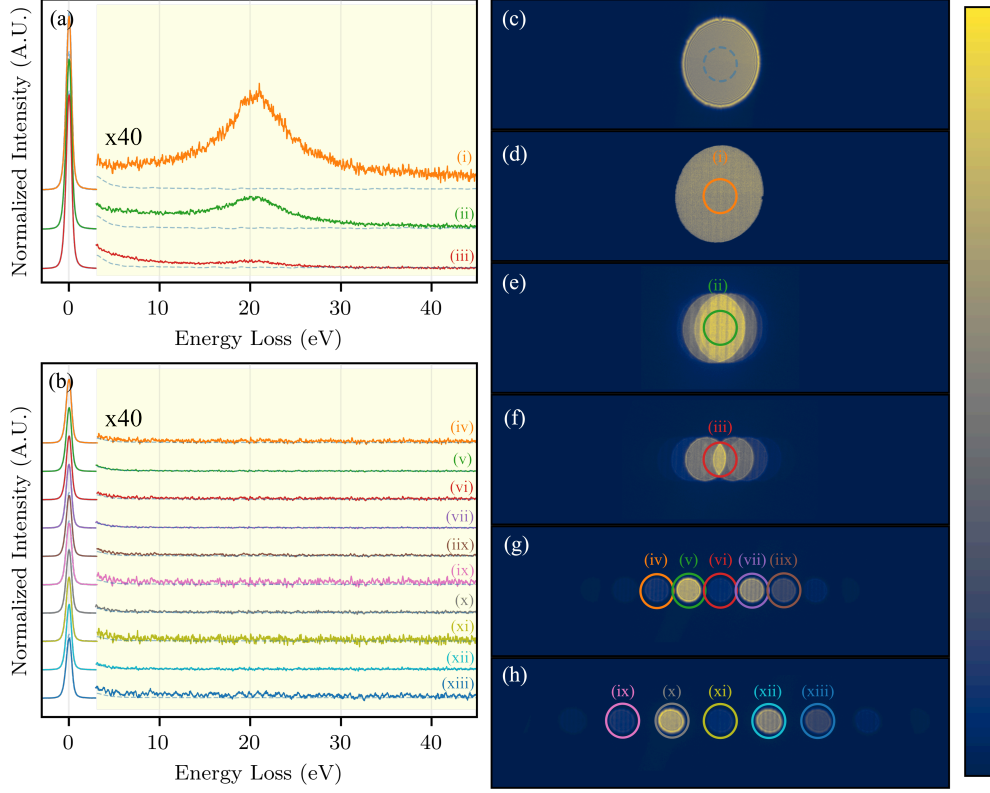 (a)
x40
(i)
(ii)
(iii)
0
10
20
30
40
Energy Loss (eV)
Normalized Intensity (A.U.)
(b)
x40
(iv)
(v)
(vi)
(vii)
(iix)
(ix)
(x)
(xi)
(xii)
(xiii)
0
10
20
30
40
Energy Loss (eV)
Normalized Intensity (A.U.)
(c)
(d)
(i)
(e)
(ii)
(f)
(iii)
(g)
(iv) (v) (vi) (vii) (iix)
(h)
(ix) (x) (xi) (xii) (xiii)